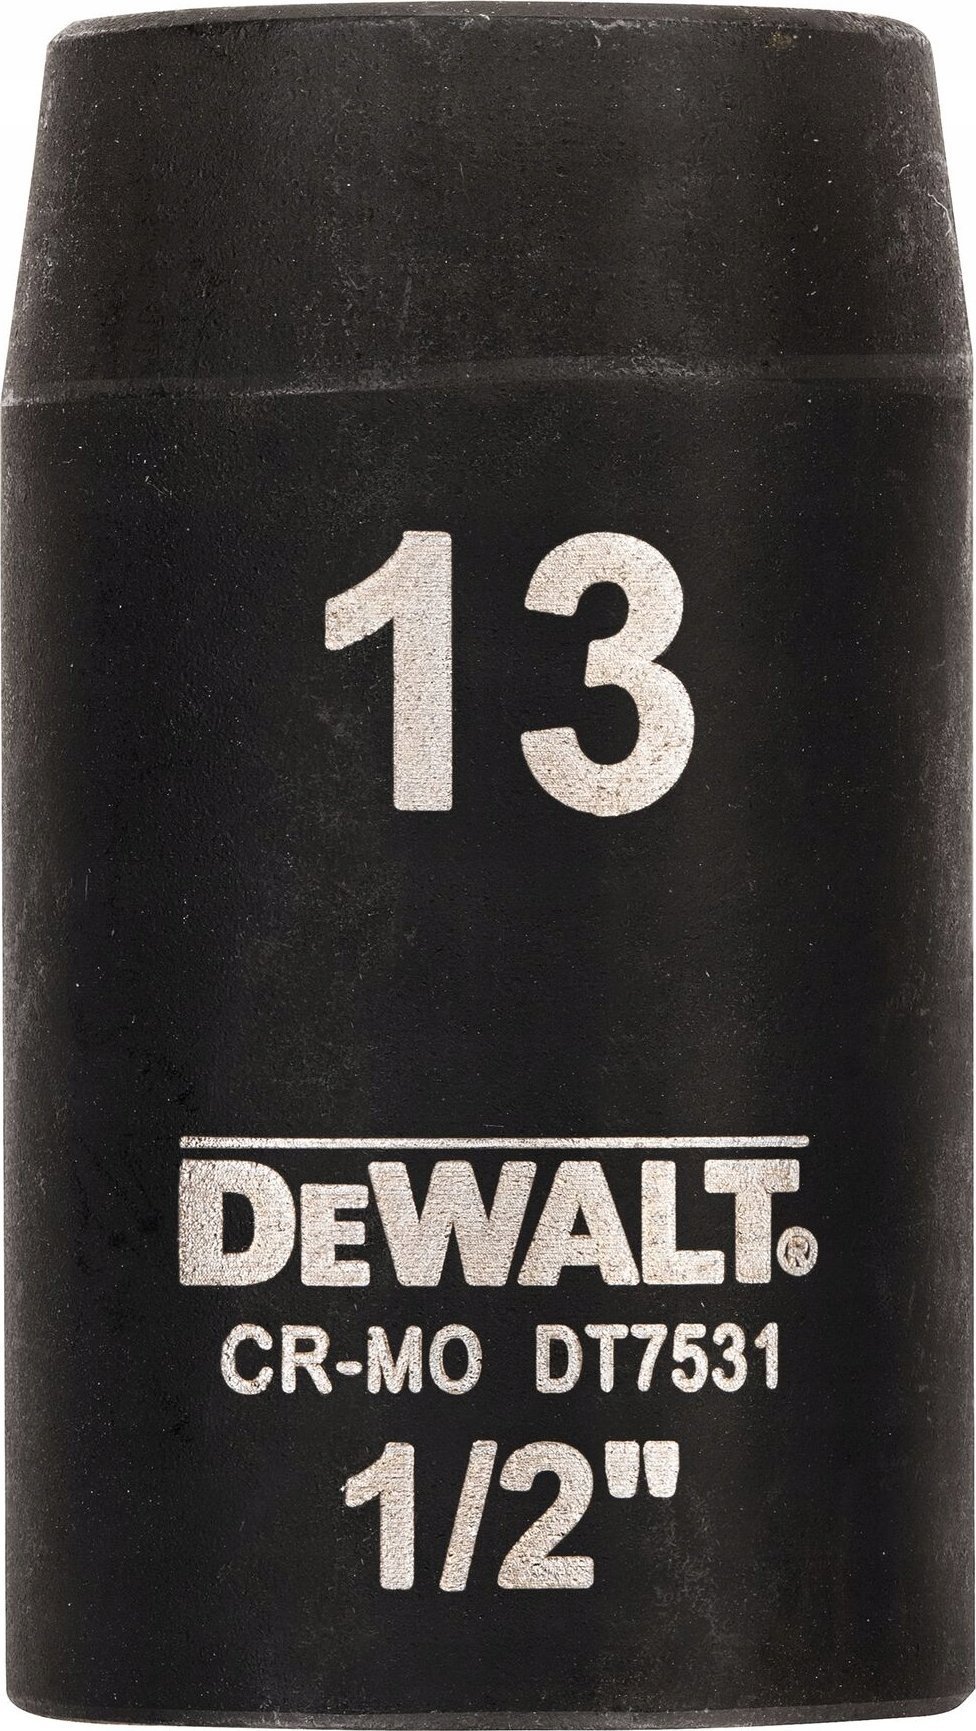 13
DEWALT®
CR-MO DT7531
1/2"